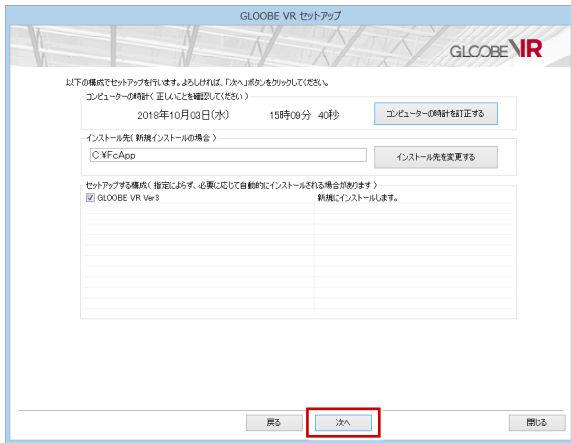 GLOOBE VR セットアップ
GLOOBE VR
以下の構成でセットアップを行います。よろしければ、「次へ」ボタンをクリックしてください。
コンピューターの時計（ 正しいことを確認してください ）
2018年10月03日(水) 15時09分 40秒 コンピューターの時計を訂正する
インストール先（ 新規インストールの場合 ）
C:¥FcApp インストール先を変更する
セットアップする構成（ 指定によらず、必要に応じて自動的にインストールされる場合があります ）
GLOOBE VR Ver3 新規にインストールします。
戻る 次へ 閉じる